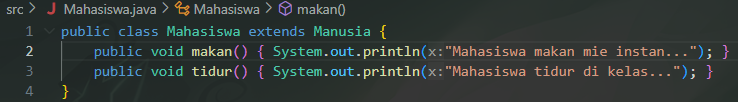 src > J Mahasiswa.java > Mahasiswa > makan()
1 public class Mahasiswa extends Manusia {
2 public void makan() { System.out.println(x:"Mahasiswa makan mie instan..."); }
3 public void tidur() { System.out.println(x:"Mahasiswa tidur di kelas..."); }
4 }